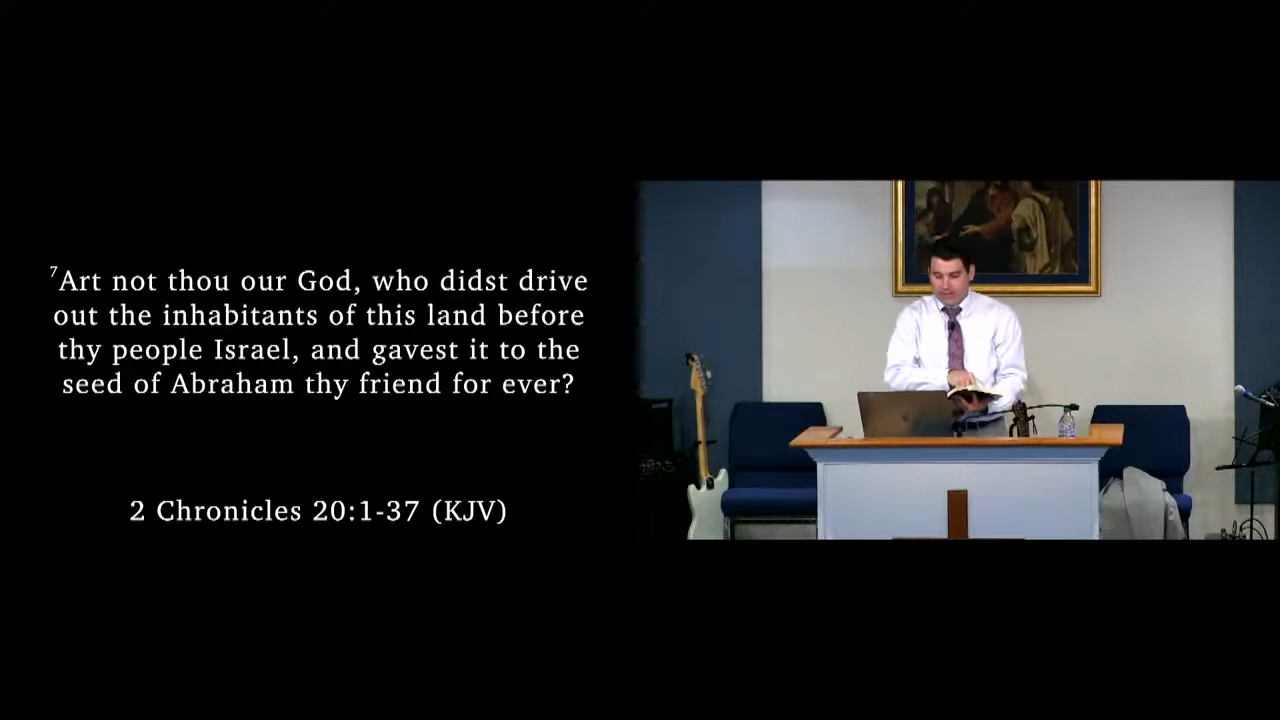 ⁷Art not thou our God, who didst drive
out the inhabitants of this land before
thy people Israel, and gavest it to the
seed of Abraham thy friend for ever?
2 Chronicles 20:1-37 (KJV)